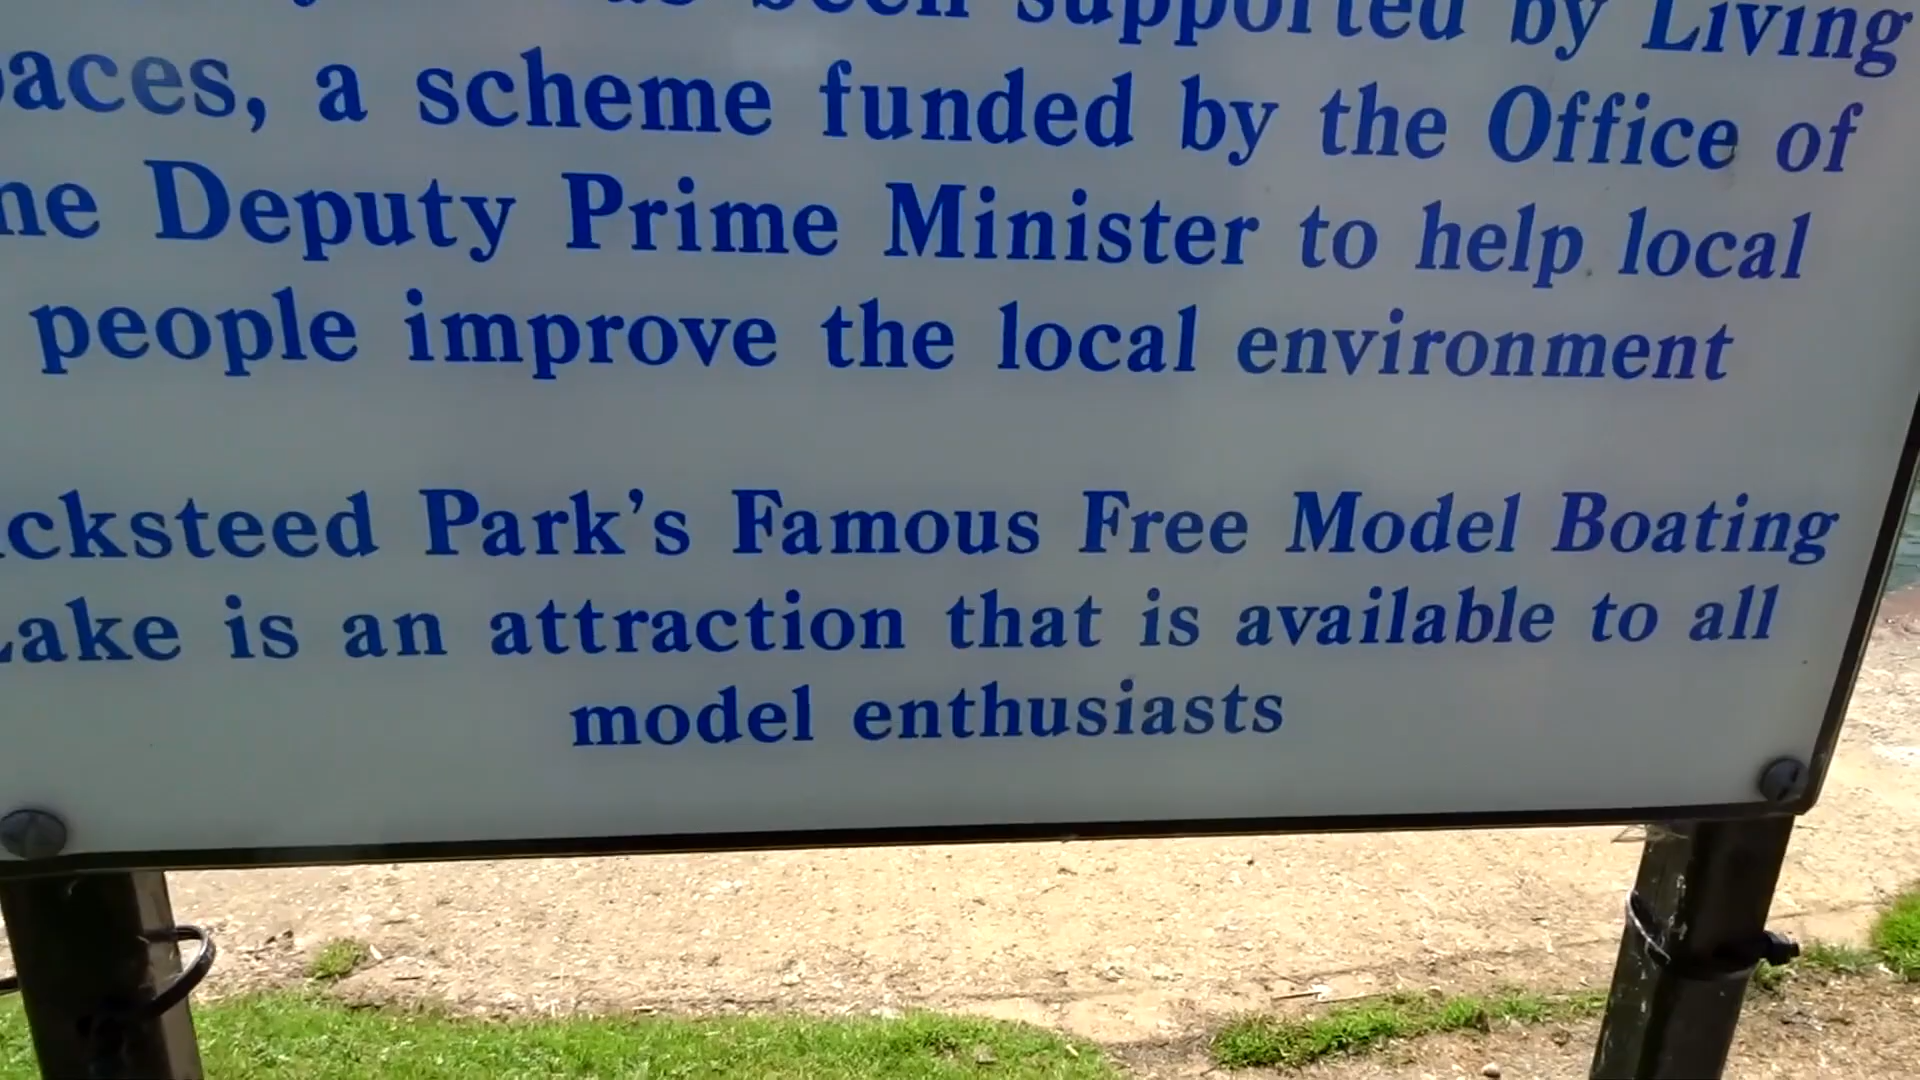 been supported by Living
aces, a scheme funded by the Office of
he Deputy Prime Minister to help local
people improve the local environment
cksteed Park's Famous Free Model Boating
Lake is an attraction that is available to all
model enthusiasts